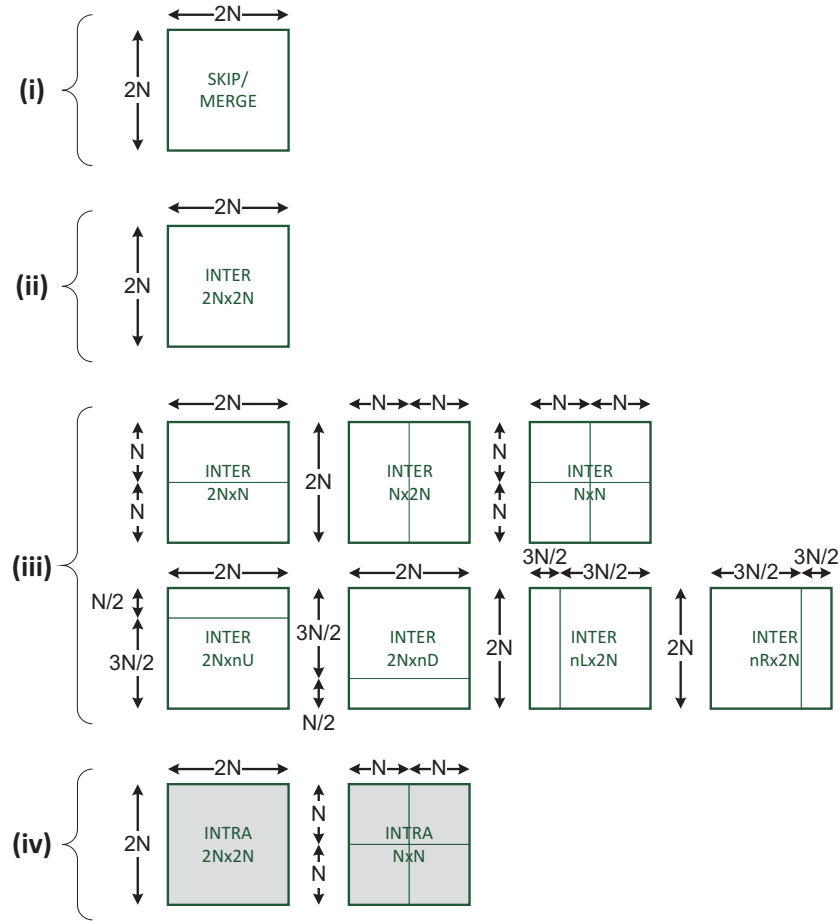 2N
(i)
2N
SKIP/
MERGE
2N
(ii)
2N
INTER
2Nx2N
(iii)
2N
N
N
INTER
2NxN
N N
2N
INTER
Nx2N
N N
N
N
INTER
NxN
2N
N/2
3N/2
INTER
2NxnU
2N
3N/2
N/2
INTER
2NxnD
3N/2 3N/2
2N
INTER
nLx2N
3N/2 3N/2
2N
INTER
nRx2N
(iv)
2N
2N
INTRA
2Nx2N
N N
N
N
INTRA
NxN